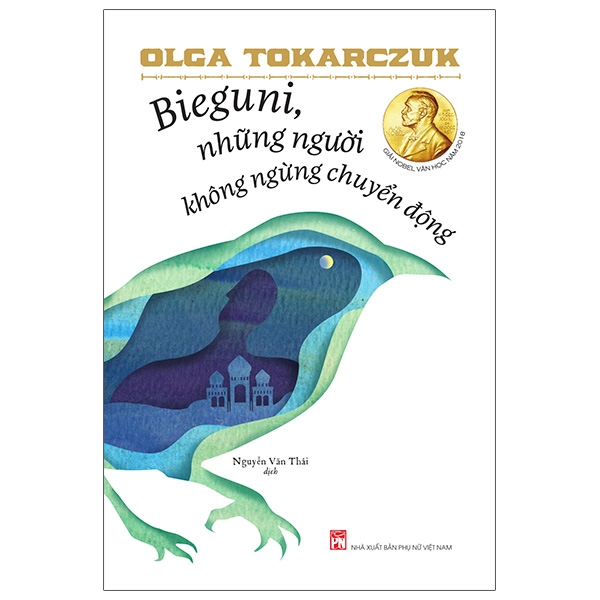 OLGA TOKARCZUK
Bieguni,
những người
không ngừng chuyển động
GIẢI NOBEL VĂN HỌC NĂM 2018
Nguyễn Văn Thái
dịch
PN
NHÀ XUẤT BẢN PHỤ NỮ VIỆT NAM